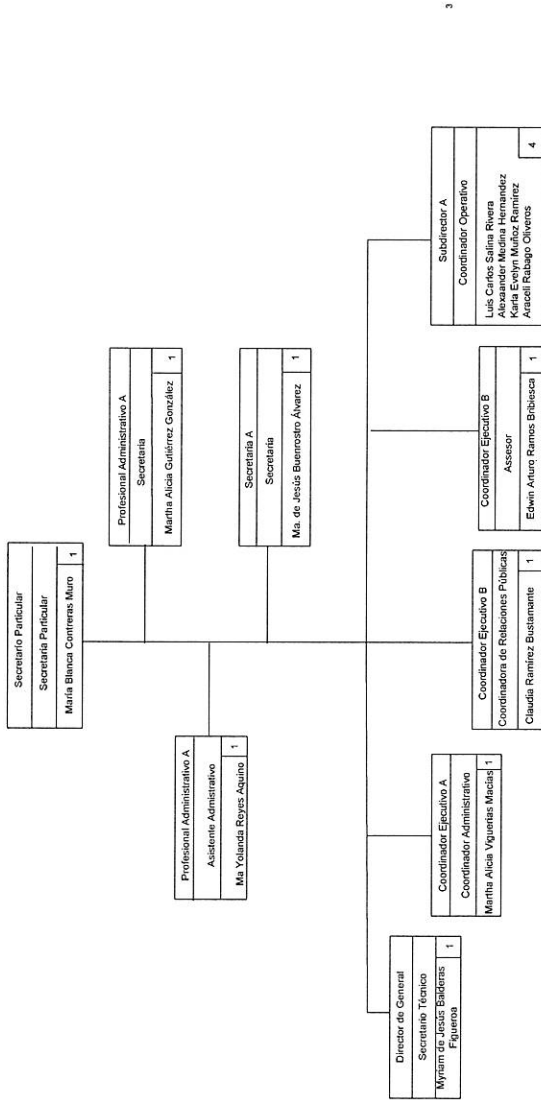 Secretario Particular
Secretaria Particular
María Blanca Contreras Muro 1
Profesional Administrativo A
Secretaria
Martha Alicia Gutiérrez González 1
Profesional Administrativo A
Asistente Admistrativo
Ma Yolanda Reyes Aquino 1
Secretaria A
Secretaria
Ma. de Jesús Buenrostro Álvarez 1
Director de General
Secretario Técnico
Myriam de Jesús Balderas
Figueroa 1
Coordinador Ejecutivo A
Coordinador Administrativo
Martha Alicia Viguerias Macías 1
Coordinador Ejecutivo B
Coordinadora de Relaciones Públicas
Claudia Ramírez Bustamante 1
Coordinador Ejecutivo B
Assesor
Edwin Arturo Ramos Bribiesca 1
Subdirector A
Coordinador Operativo
Luis Carlos Salina Rivera
Alexaander Medina Hernandez
Karla Evelyn Muñoz Ramirez
Araceli Rabago Oliveros 4
3